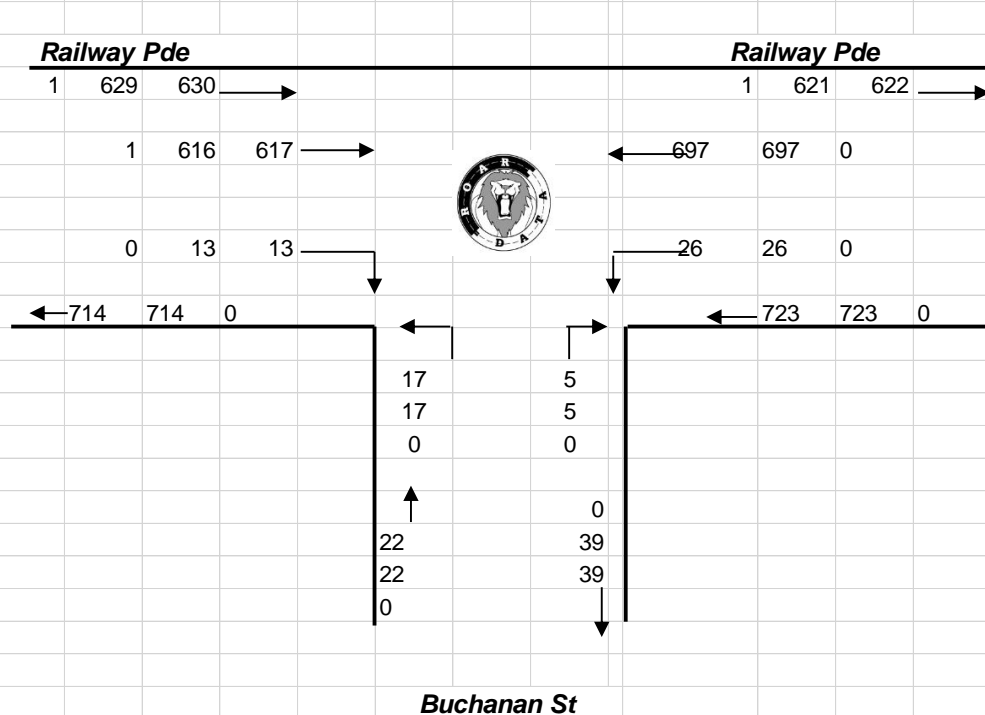 Railway Pde Railway Pde
1 629 630 1 621 622
1 616 617 697 697 0
ROAR DATA
0 13 13 26 26 0
714 714 0 723 723 0
17 5
17 5
0 0
0
22 39
22 39
0
Buchanan St